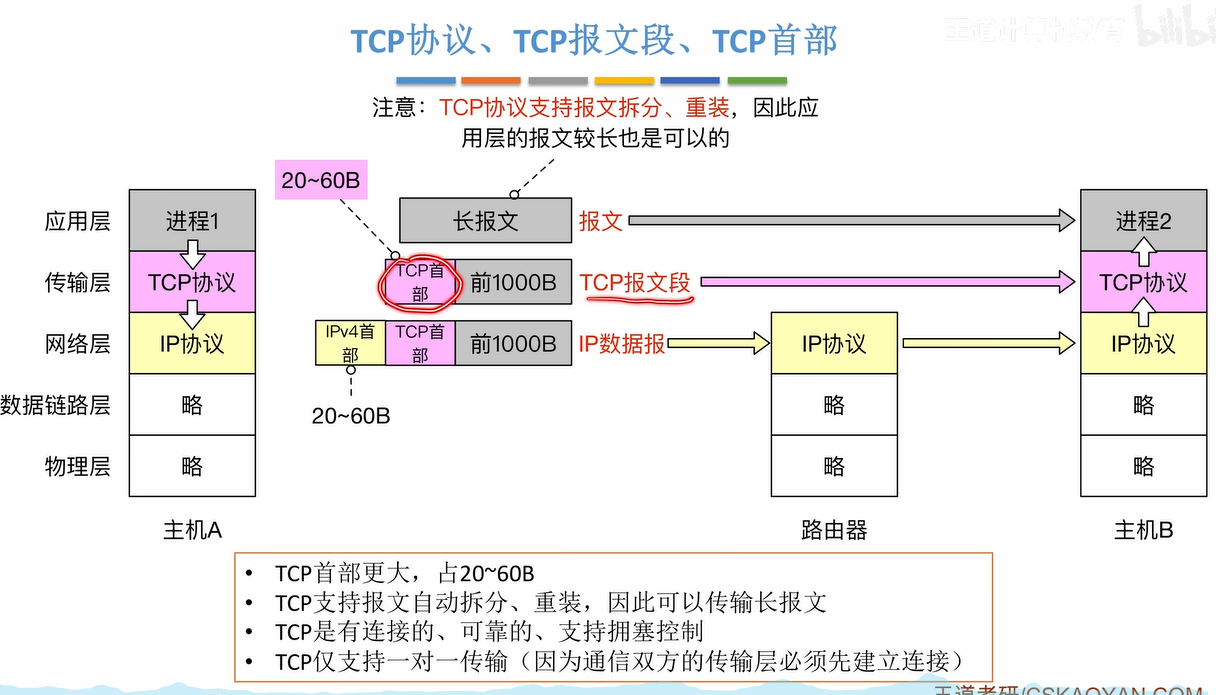 王道计算机教育 bilibili
TCP协议、TCP报文段、TCP首部
注意：TCP协议支持报文拆分、重装，因此应
用层的报文较长也是可以的
20~60B
应用层 进程1 长报文 报文 进程2
传输层 TCP协议 TCP首部 前1000B TCP报文段 TCP协议
网络层 IP协议 IPv4首部 TCP首部 前1000B IP数据报 IP协议 IP协议
数据链路层 略 20~60B 略 略
物理层 略 略 略
主机A 路由器 主机B
• TCP首部更大，占20~60B
• TCP支持报文自动拆分、重装，因此可以传输长报文
• TCP是有连接的、可靠的、支持拥塞控制
• TCP仅支持一对一传输（因为通信双方的传输层必须先建立连接）
王道考研/CSKAOYAN.COM